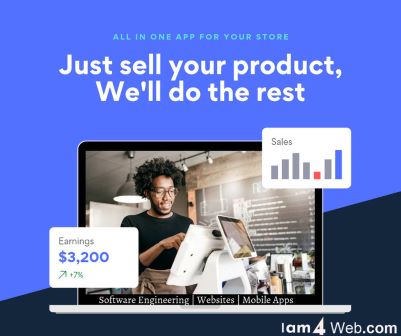 ALL IN ONE APP FOR YOUR STORE
Just sell your product,
We'll do the rest
Sales
Earnings
$3,200
+7%
Software Engineering | Websites | Mobile Apps
Iam4Web.com